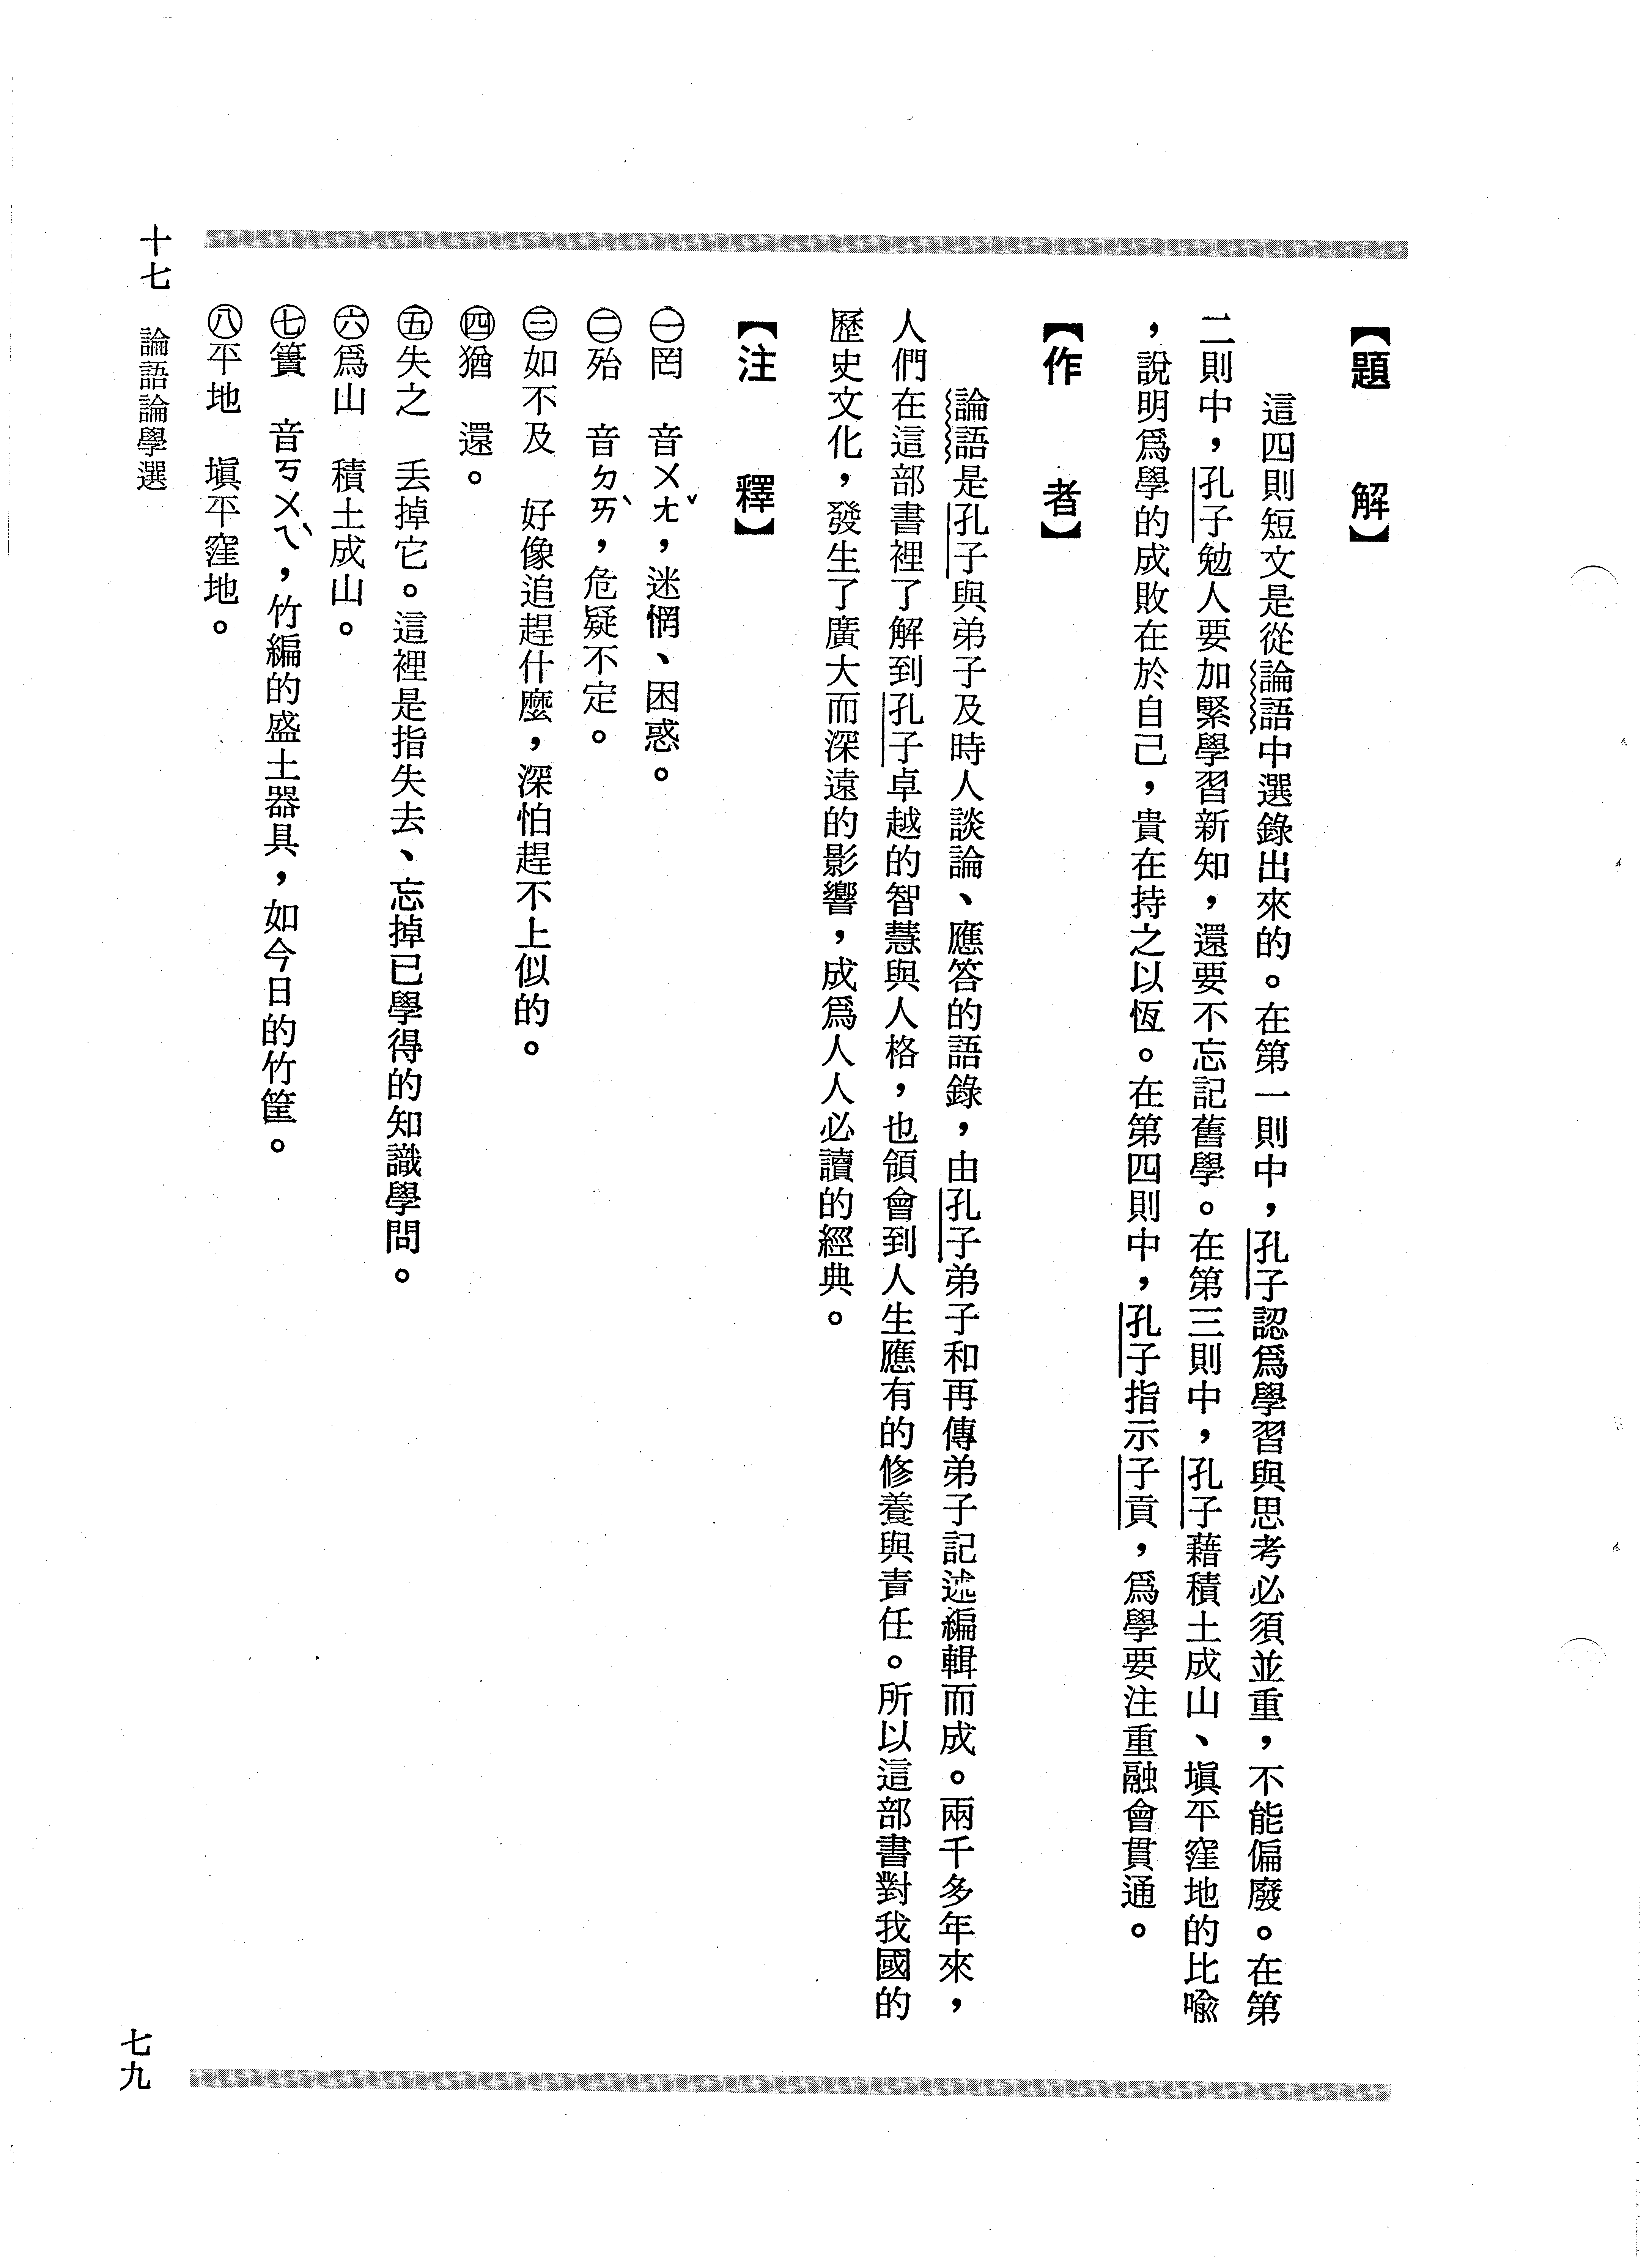 【題解】
這四則短文是從論語中選錄出來的。在第一則中，孔子認爲學習與思考必須並重，不能偏廢。在第
二則中，孔子勉人要加緊學習新知，還要不忘記舊學。在第三則中，孔子藉積土成山、塡平窪地的比喩
，說明爲學的成敗在於自己，貴在持之以恆。在第四則中，孔子指示子貢，爲學要注重融會貫通。
【作者】
論語是孔子與弟子及時人談論、應答的語錄，由孔子弟子和再傳弟子記述編輯而成。兩千多年來，
人們在這部書裡了解到孔子卓越的智慧與人格，也領會到人生應有的修養與責任。所以這部書對我國的
歷史文化，發生了廣大而深遠的影響，成爲人人必讀的經典。
【注釋】
㊀罔　音ㄨㄤˇ，迷惘、困惑。
㊁殆　音ㄉㄞˋ，危疑不定。
㊂如不及　好像追趕什麼，深怕趕不上似的。
㊃猶　還。
㊄失之　丟掉它。這裡是指失去、忘掉已學得的知識學問。
㊅爲山　積土成山。
㊆簣　音ㄎㄨㄟˋ，竹編的盛土器具，如今日的竹筐。
㊇平地　塡平窪地。
十七　論語論學選
七九